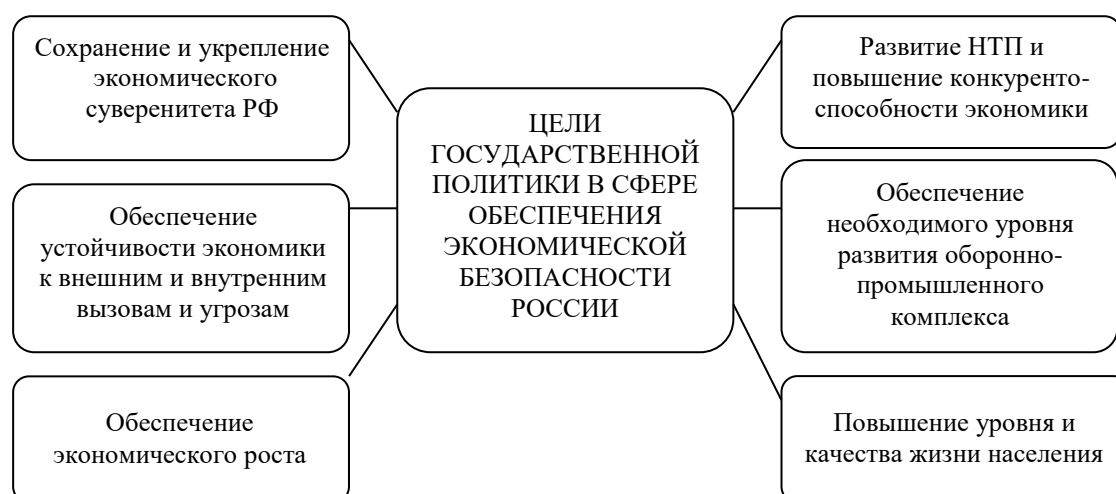 Сохранение и укрепление
экономического
суверенитета РФ
Обеспечение
устойчивости экономики
к внешним и внутренним
вызовам и угрозам
Обеспечение
экономического роста
ЦЕЛИ
ГОСУДАРСТВЕННОЙ
ПОЛИТИКИ В СФЕРЕ
ОБЕСПЕЧЕНИЯ
ЭКОНОМИЧЕСКОЙ
БЕЗОПАСНОСТИ
РОССИИ
Развитие НТП и
повышение конкуренто-
способности экономики
Обеспечение
необходимого уровня
развития оборонно-
промышленного
комплекса
Повышение уровня и
качества жизни населения